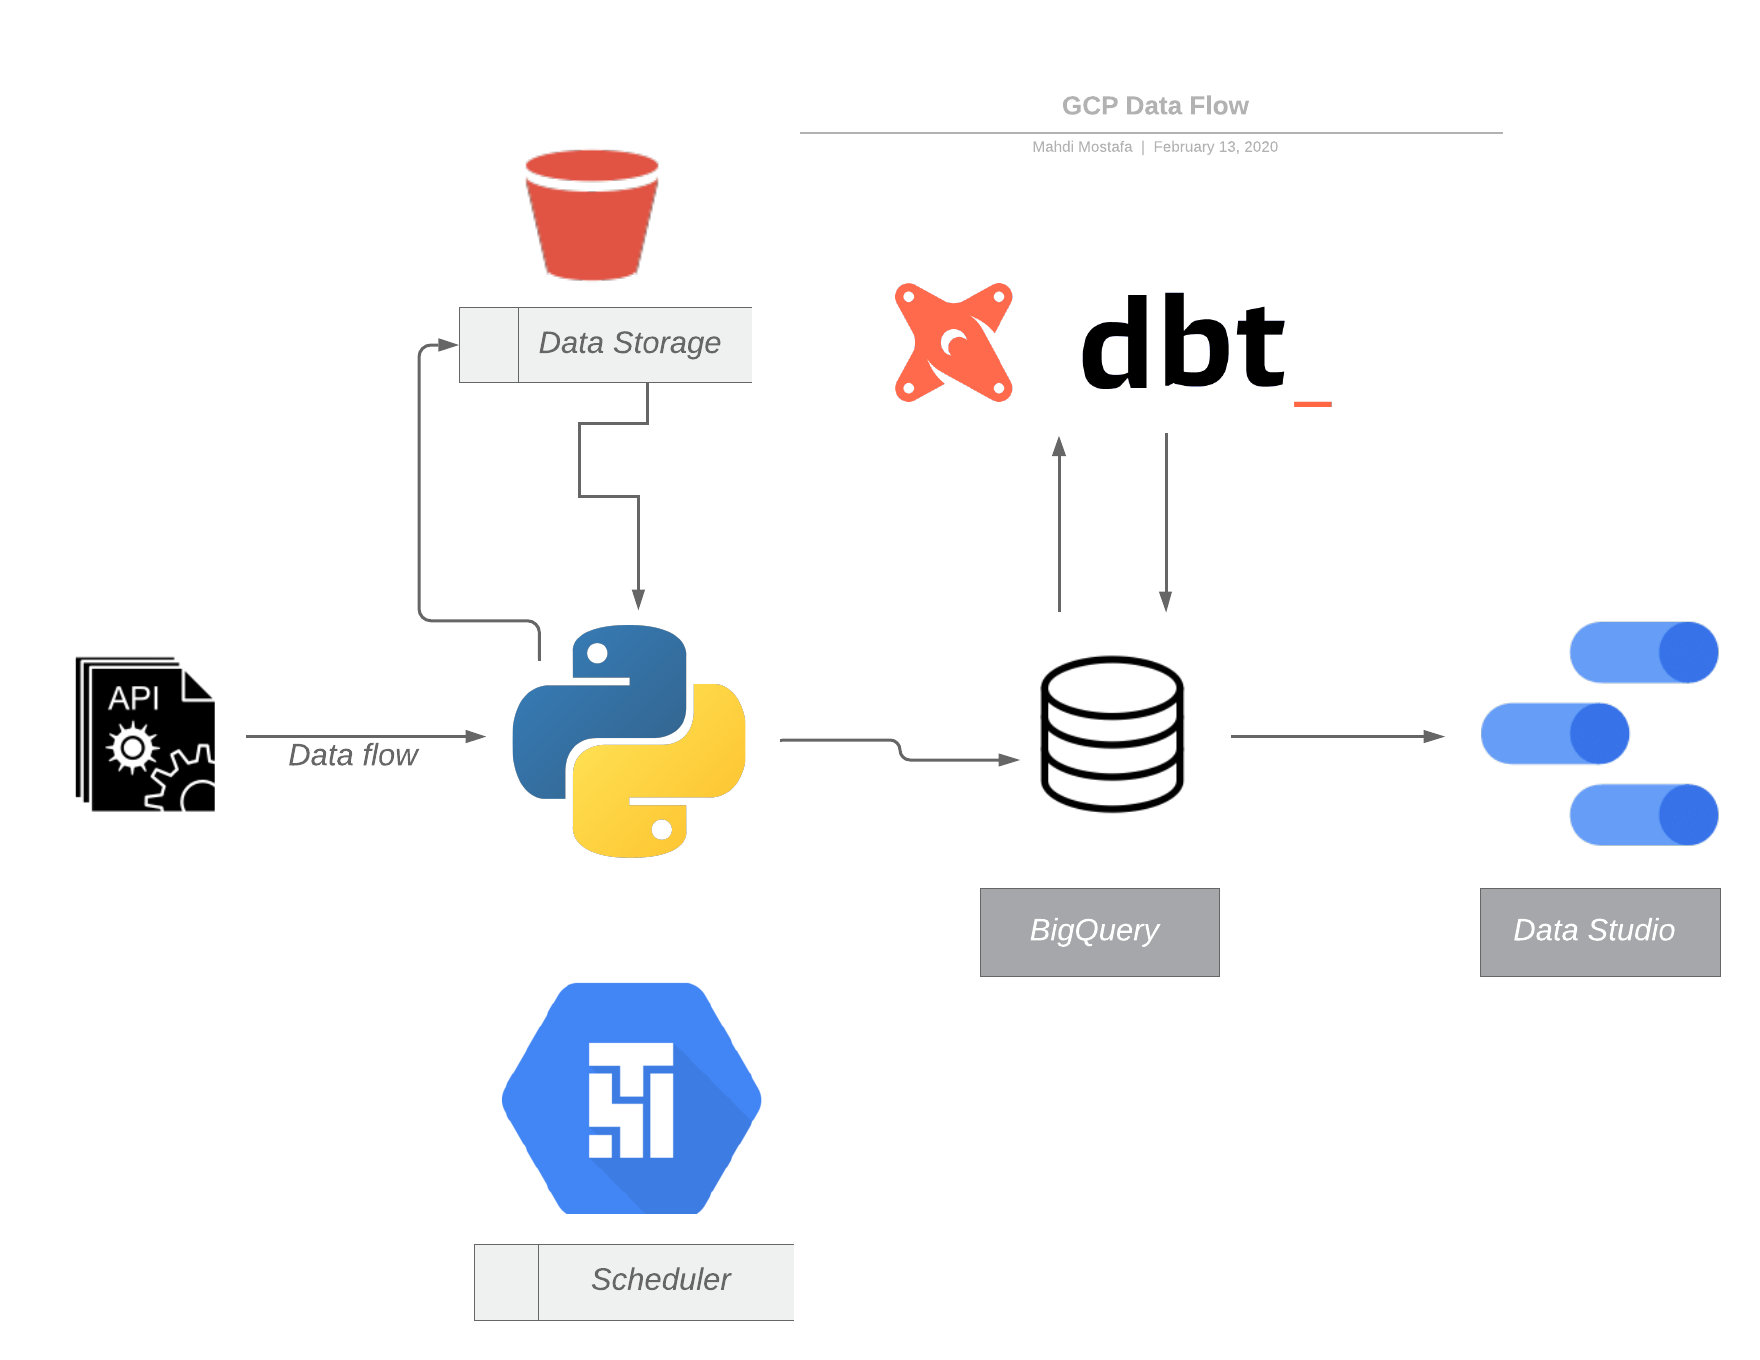 GCP Data Flow
Mahdi Mostafa | February 13, 2020
Data Storage
dbt_
API
Data flow
BigQuery
Data Studio
Scheduler